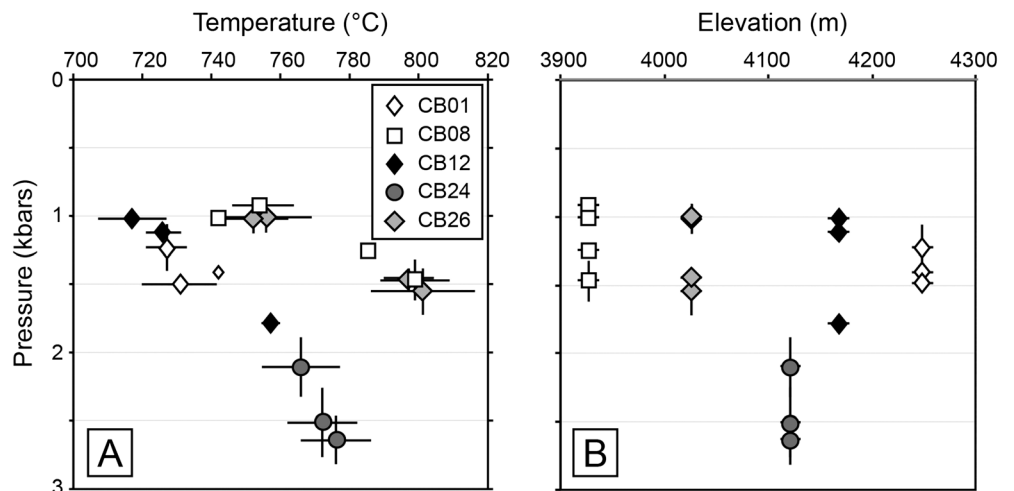 Temperature (°C)
700 720 740 760 780 800 820
Pressure (kbars)
0
1
2
3
CB01
CB08
CB12
CB24
CB26
A
Elevation (m)
3900 4000 4100 4200 4300
B